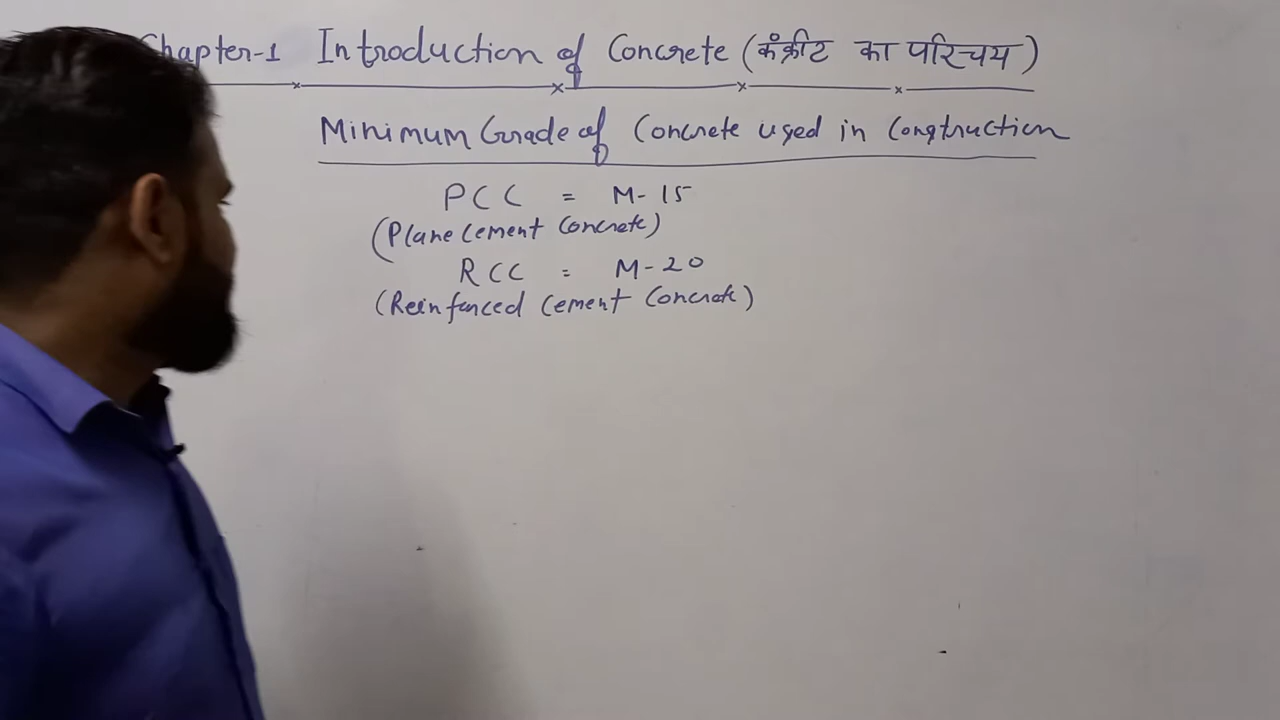 Chapter-1 Introduction of Concrete (कंक्रीट का परिचय)
Minimum Grade of Concrete used in Construction
PCC = M-15
(Plane Cement Concrete)
RCC = M-20
(Reinfanced Cement Concrete)